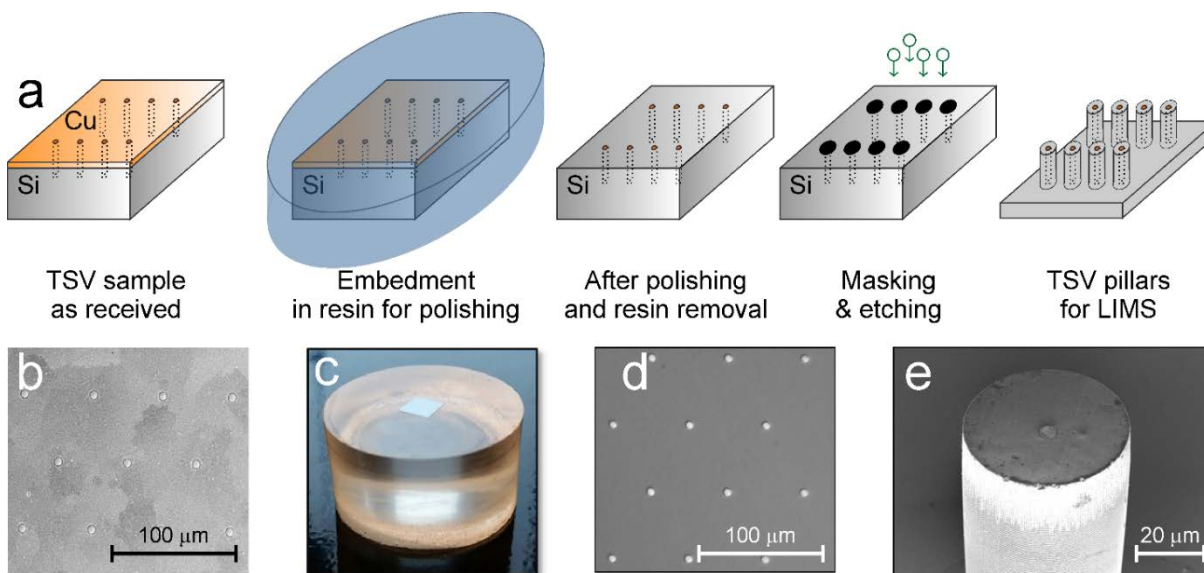 a
Cu
Si
Si
Si
Si
TSV sample
as received
Embedment
in resin for polishing
After polishing
and resin removal
Masking
& etching
TSV pillars
for LIMS
b
100 μm
c
d
100 μm
e
20 μm